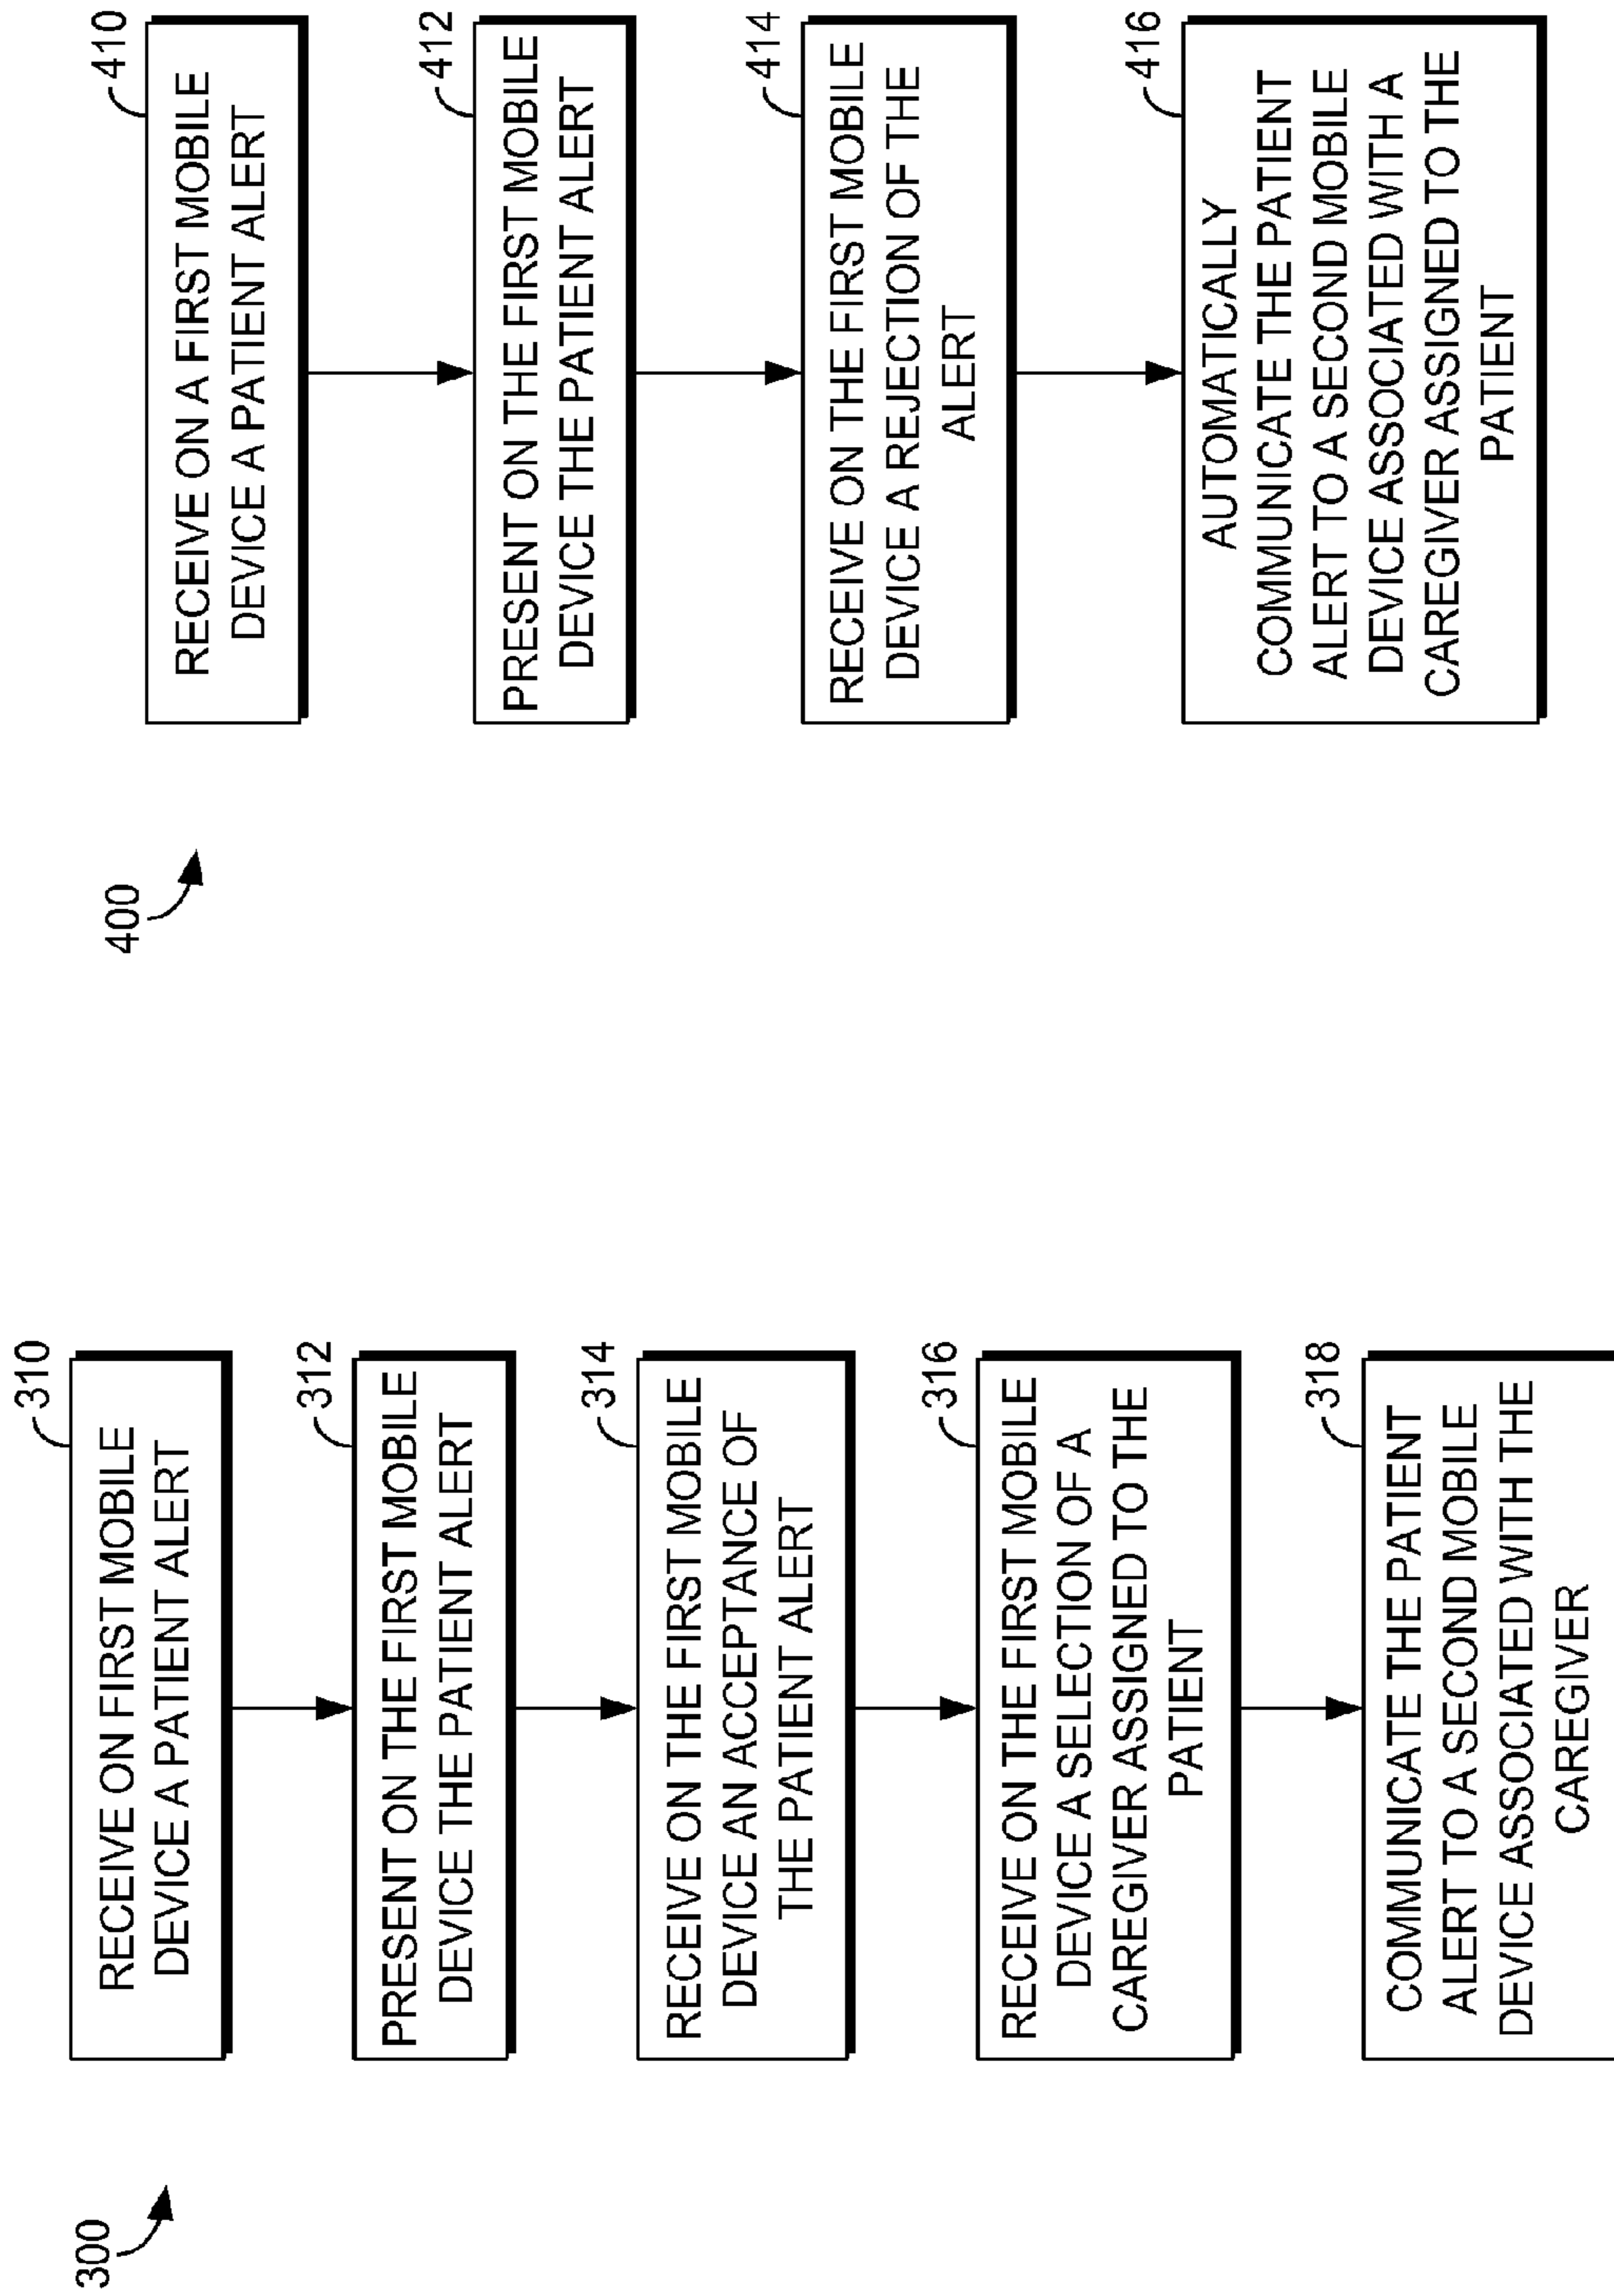 300
310
RECEIVE ON FIRST MOBILE
DEVICE A PATIENT ALERT
312
PRESENT ON THE FIRST MOBILE
DEVICE THE PATIENT ALERT
314
RECEIVE ON THE FIRST MOBILE
DEVICE AN ACCEPTANCE OF
THE PATIENT ALERT
316
RECEIVE ON THE FIRST MOBILE
DEVICE A SELECTION OF A
CAREGIVER ASSIGNED TO THE
PATIENT
318
COMMUNICATE THE PATIENT
ALERT TO A SECOND MOBILE
DEVICE ASSOCIATED WITH THE
CAREGIVER
400
410
RECEIVE ON A FIRST MOBILE
DEVICE A PATIENT ALERT
412
PRESENT ON THE FIRST MOBILE
DEVICE THE PATIENT ALERT
414
RECEIVE ON THE FIRST MOBILE
DEVICE A REJECTION OF THE
ALERT
416
AUTOMATICALLY
COMMUNICATE THE PATIENT
ALERT TO A SECOND MOBILE
DEVICE ASSOCIATED WITH A
CAREGIVER ASSIGNED TO THE
PATIENT